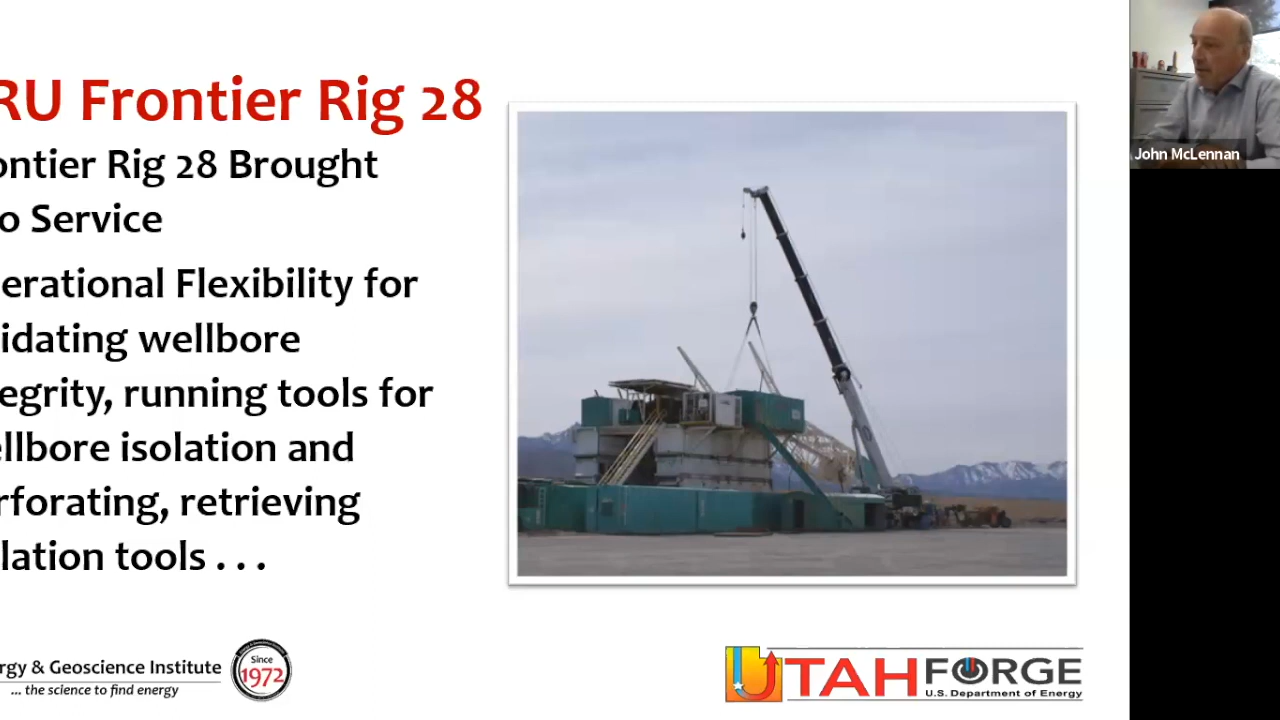 RU Frontier Rig 28
ontier Rig 28 Brought
o Service
erational Flexibility for
idating wellbore
egrity, running tools for
ellbore isolation and
rforating, retrieving
lation tools . . .
John McLennan
rgy & Geoscience Institute
... the science to find energy
Since
1972
UTAH FORGE
U.S. Department of Energy